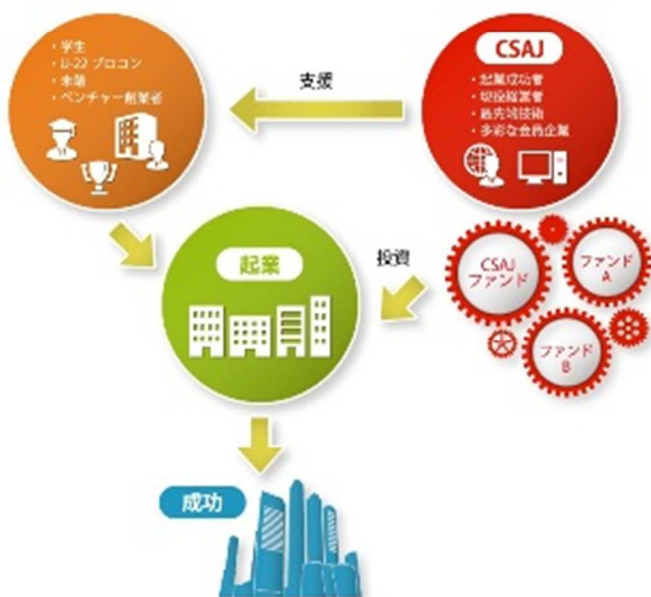 ・学生
・U-22 プロコン
・未踏
・ベンチャー創業者
支援
CSAJ
・起業成功者
・現役経営者
・最先端技術
・多彩な会員企業
起業
投資
CSAJ
ファンド
ファンド
A
ファンド
B
成功